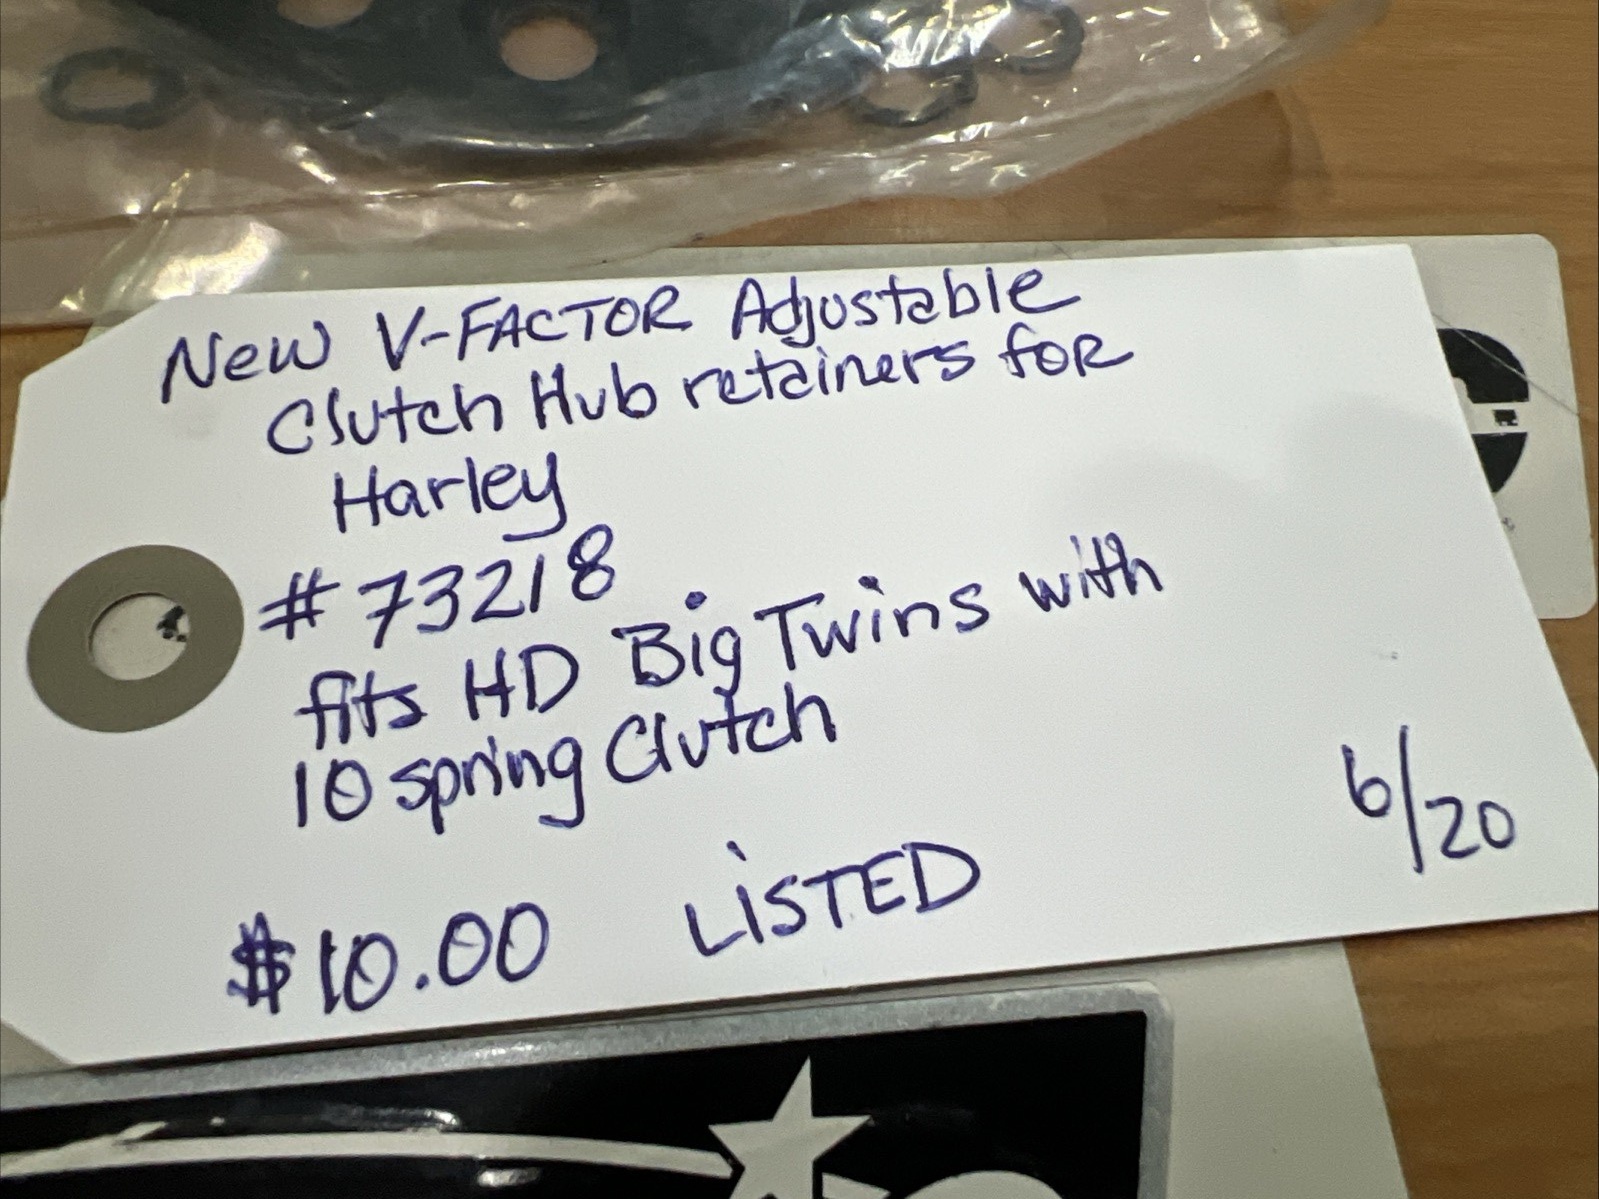 New V-FACTOR Adjustable
Clutch Hub retainers for
Harley
# 73218
fits HD Big Twins with
10 spring Clutch
6/20
$10.00 LiSTED